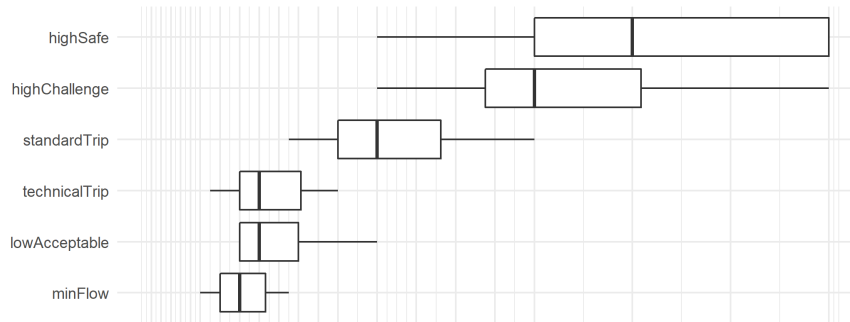 highSafe
highChallenge
standardTrip
technicalTrip
lowAcceptable
minFlow